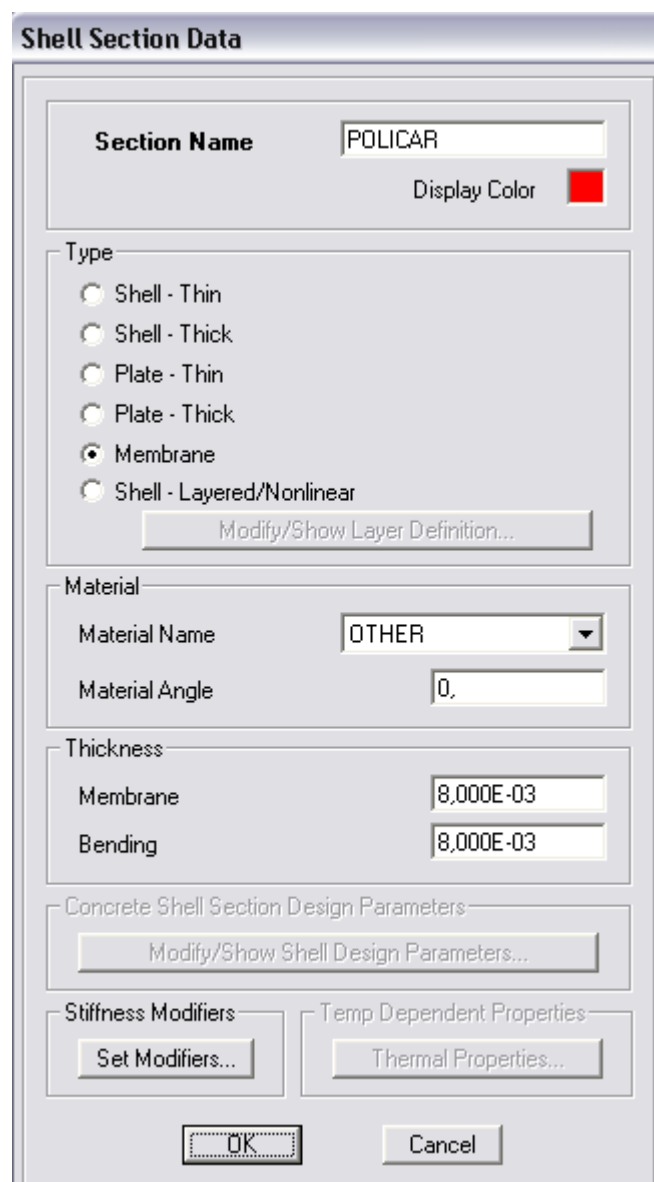 Shell Section Data
Section Name POLICAR
Display Color
Type
Shell - Thin
Shell - Thick
Plate - Thin
Plate - Thick
Membrane
Shell - Layered/Nonlinear
Modify/Show Layer Definition...
Material
Material Name OTHER
Material Angle 0,
Thickness
Membrane 8,000E-03
Bending 8,000E-03
Concrete Shell Section Design Parameters
Modify/Show Shell Design Parameters...
Stiffness Modifiers Temp Dependent Properties
Set Modifiers... Thermal Properties...
OK Cancel